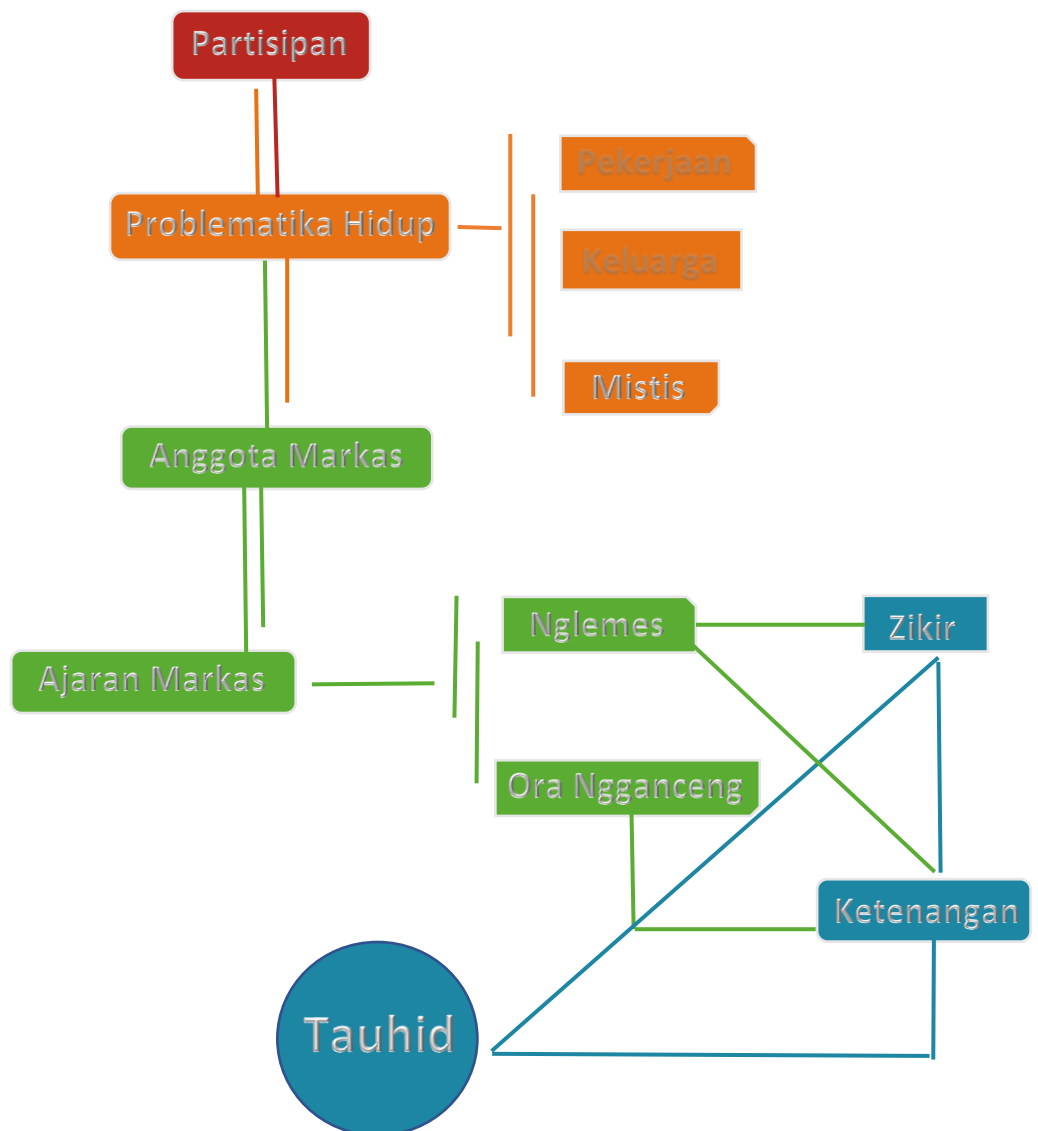 Partisipan
Pekerjaan
Problematika Hidup
Keluarga
Mistis
Anggota Markas
Nglemes
Zikir
Ajaran Markas
Ora Ngganceng
Ketenangan
Tauhid